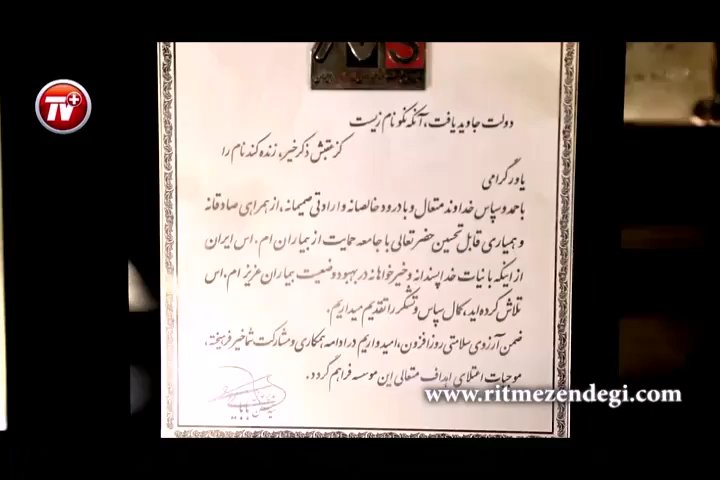 TV+
دولت جاوید یافت، آنکه نکونام زیست
کز عقبش ذکر خیر، زنده کند نام را
یاور گرامی
با حمد و سپاس خداوند متعال و با درود خالصانه و ارادتی صمیمانه، از همراهی صادقانه
و همیاری قابل تحسین حضرتعالی با جامعه حمایت از بیماران ام.اس ایران
از اینکه با نیات خداپسندانه و خیرخواهانه در بهبود وضعیت بیماران عزیز ام.اس
تلاش کرده اید، کمال سپاس و تشکر را تقدیم میداریم.
ضمن آرزوی سلامتی روزافزون، امیدواریم در ادامه همکاری و مشارکت شما خیر فرهیخته،
موجبات اعتلای اهداف متعالی این موسسه فراهم گردد.
www.ritmezendegi.com